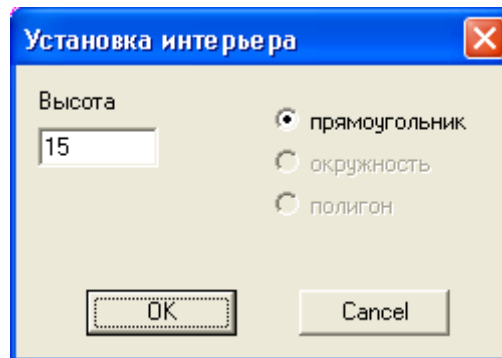 Установка интерьера
Высота
15
прямоугольник
окружность
полигон
OK
Cancel